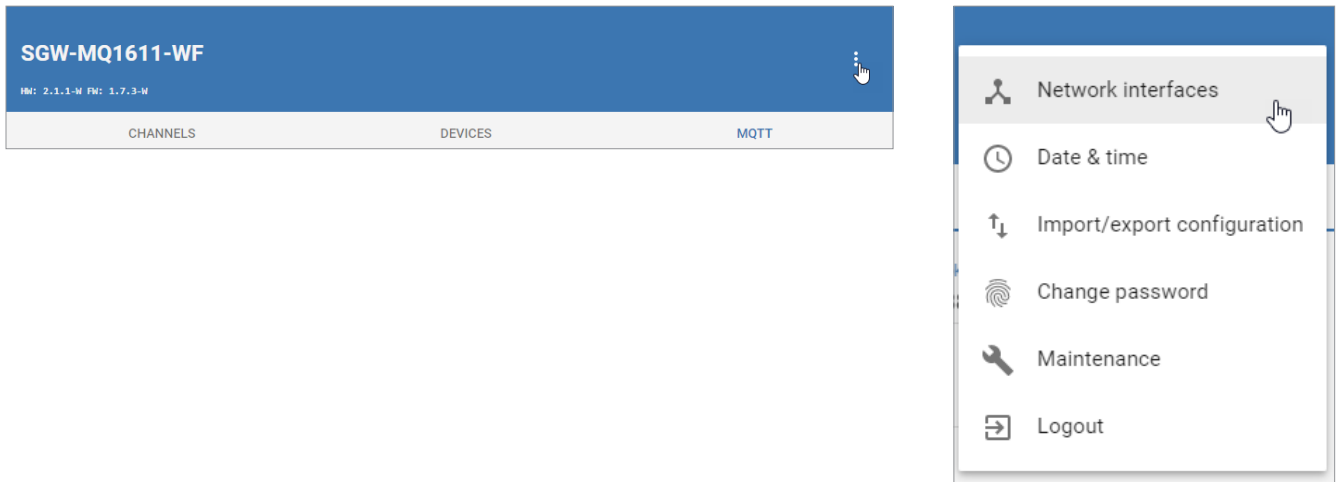 SGW-MQ1611-WF
HW: 2.1.1-W FW: 1.7.3-W
CHANNELS DEVICES MQTT
Network interfaces
Date & time
Import/export configuration
Change password
Maintenance
Logout